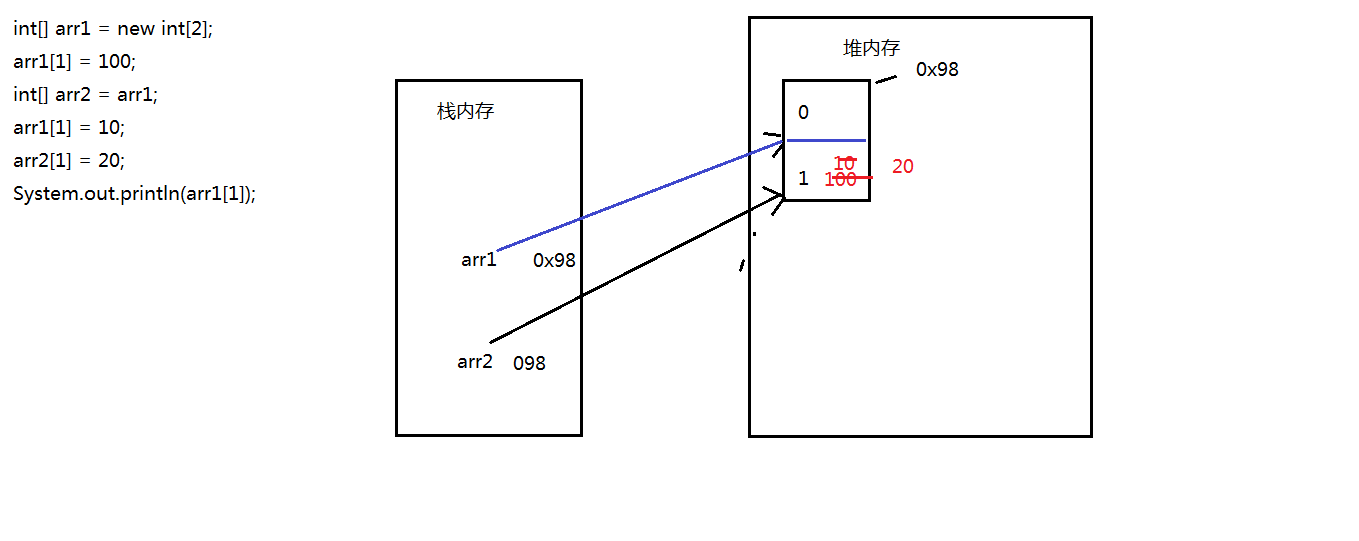 int[] arr1 = new int[2];
arr1[1] = 100;
int[] arr2 = arr1;
arr1[1] = 10;
arr2[1] = 20;
System.out.println(arr1[1]);
栈内存
arr1 0x98
arr2 098
堆内存
0x98
0
10
1 100
20